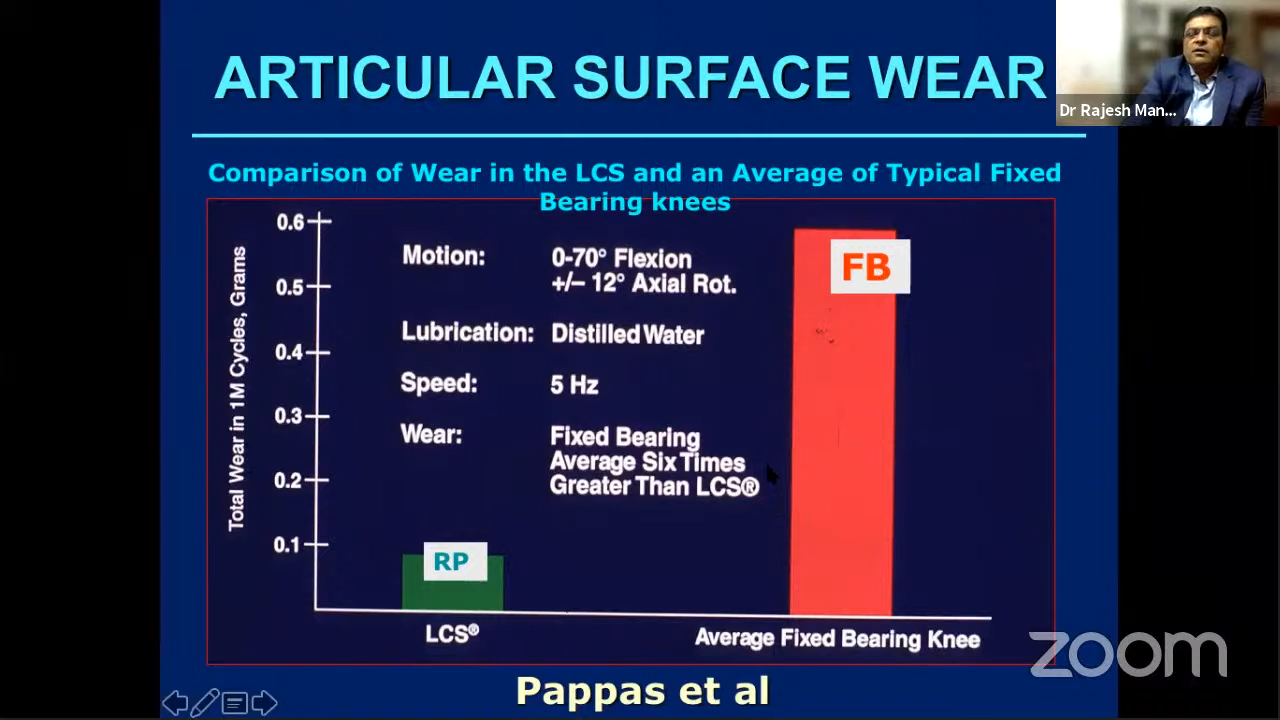 ARTICULAR SURFACE WEAR
Dr Rajesh Man...
Comparison of Wear in the LCS and an Average of Typical Fixed
Bearing knees
Total Wear in 1M Cycles, Grams
0.6
0.5
0.4
0.3
0.2
0.1
Motion: 0-70° Flexion
+/– 12° Axial Rot.
Lubrication: Distilled Water
Speed: 5 Hz
Wear: Fixed Bearing
Average Six Times
Greater Than LCS®
FB
RP
LCS®
Average Fixed Bearing Knee
zoom
Pappas et al